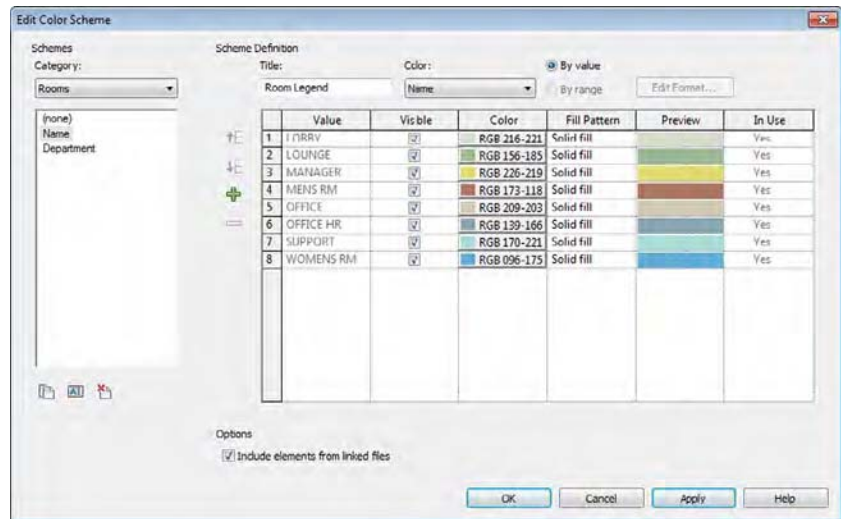 Edit Color Scheme
Schemes
Category:
Rooms
(none)
Name
Department
Scheme Definition
Title: Color: By value
Room Legend Name By range Edit Format...
Value Visible Color Fill Pattern Preview In Use
1 LOBBY RGB 216-221 Solid fill Yes
2 LOUNGE RGB 156-185 Solid fill Yes
3 MANAGER RGB 226-219 Solid fill Yes
4 MENS RM RGB 173-118 Solid fill Yes
5 OFFICE RGB 209-203 Solid fill Yes
6 OFFICE HR RGB 139-166 Solid fill Yes
7 SUPPORT RGB 170-221 Solid fill Yes
8 WOMENS RM RGB 096-175 Solid fill Yes
AI
Options
Include elements from linked files
OK Cancel Apply Help